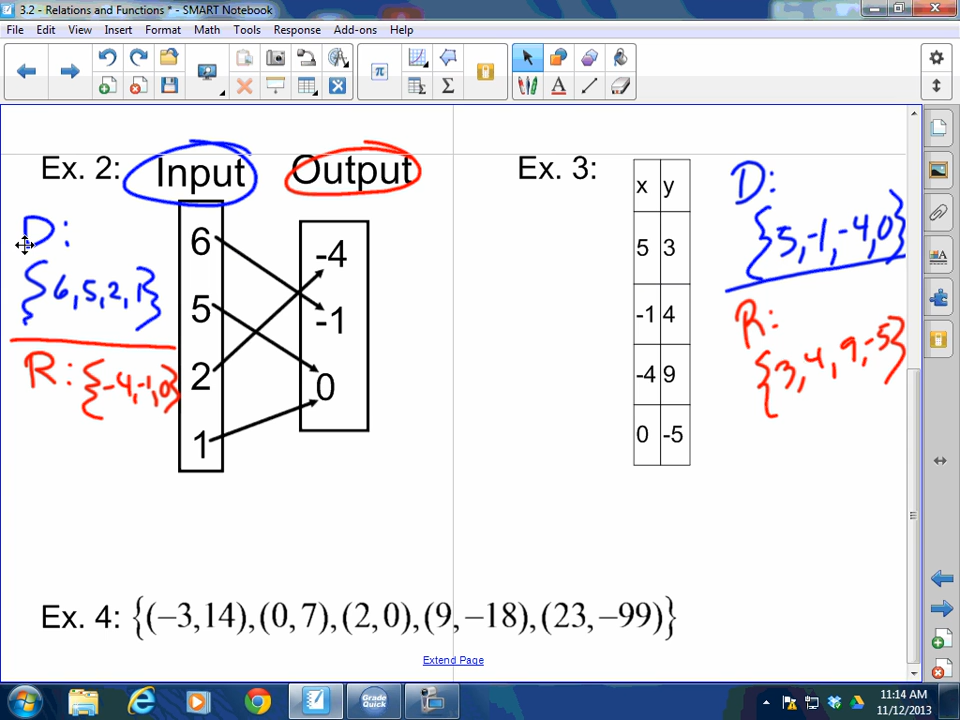 3.2 - Relations and Functions * - SMART Notebook
File Edit View Insert Format Math Tools Response Add-ons Help
Ex. 2: Input Output
D:
{6,5,2,1}
R: {-4,-1,0}
6
5
2
1
-4
-1
0
Ex. 3:
x y
5 3
-1 4
-4 9
0 -5
D:
{5,-1,-4,0}
R:
{3,4,9,-5}
Ex. 4: {(−3,14),(0,7),(2,0),(9,−18),(23,−99)}
Extend Page
Grade Quick
11:14 AM
11/12/2013